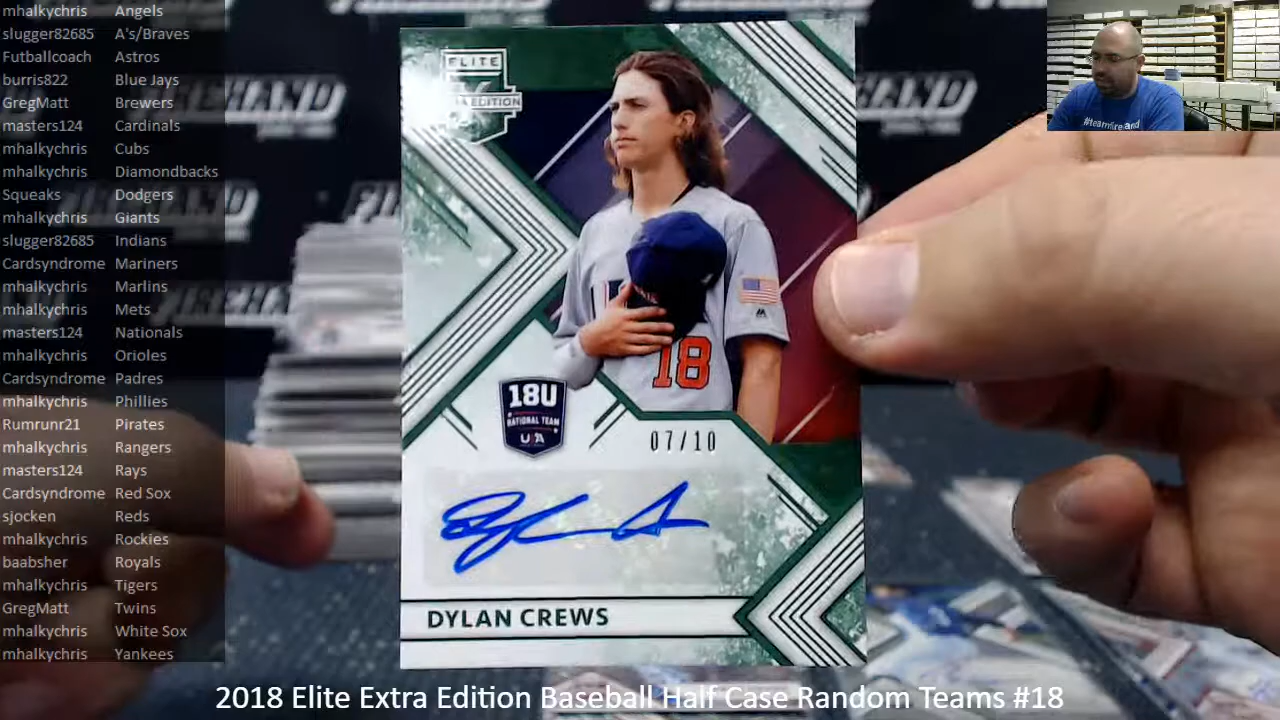 mhalkychris Angels
slugger82685 A's/Braves
Futballcoach Astros
burris822 Blue Jays
GregMatt Brewers
masters124 Cardinals
mhalkychris Cubs
mhalkychris Diamondbacks
Squeaks Dodgers
mhalkychris Giants
slugger82685 Indians
Cardsyndrome Mariners
mhalkychris Marlins
mhalkychris Mets
masters124 Nationals
mhalkychris Orioles
Cardsyndrome Padres
mhalkychris Phillies
Rumrunr21 Pirates
mhalkychris Rangers
masters124 Rays
Cardsyndrome Red Sox
sjocken Reds
mhalkychris Rockies
baabsher Royals
mhalkychris Tigers
GregMatt Twins
mhalkychris White Sox
mhalkychris Yankees
ELITE
EDITION
18
18U
NATIONAL TEAM
USA
07/10
DYLAN CREWS
2018 Elite Extra Edition Baseball Half Case Random Teams #18